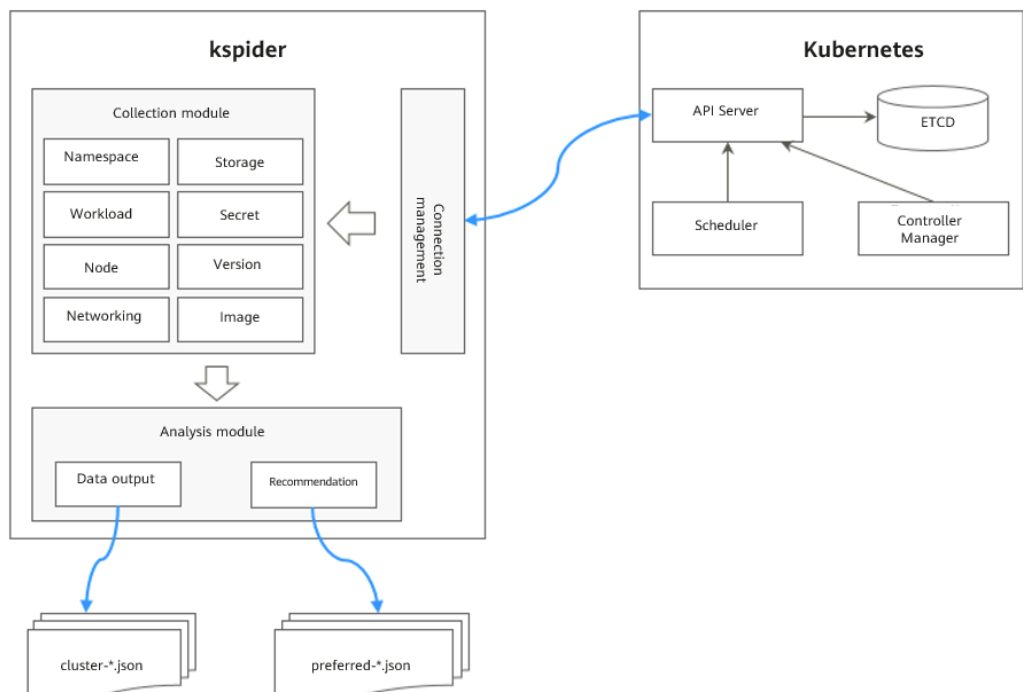 kspider
Collection module
Namespace
Storage
Workload
Secret
Node
Version
Networking
Image
Connection
management
Analysis module
Data output
Recommendation
cluster-*.json
preferred-*.json
Kubernetes
API Server
ETCD
Scheduler
Controller
Manager